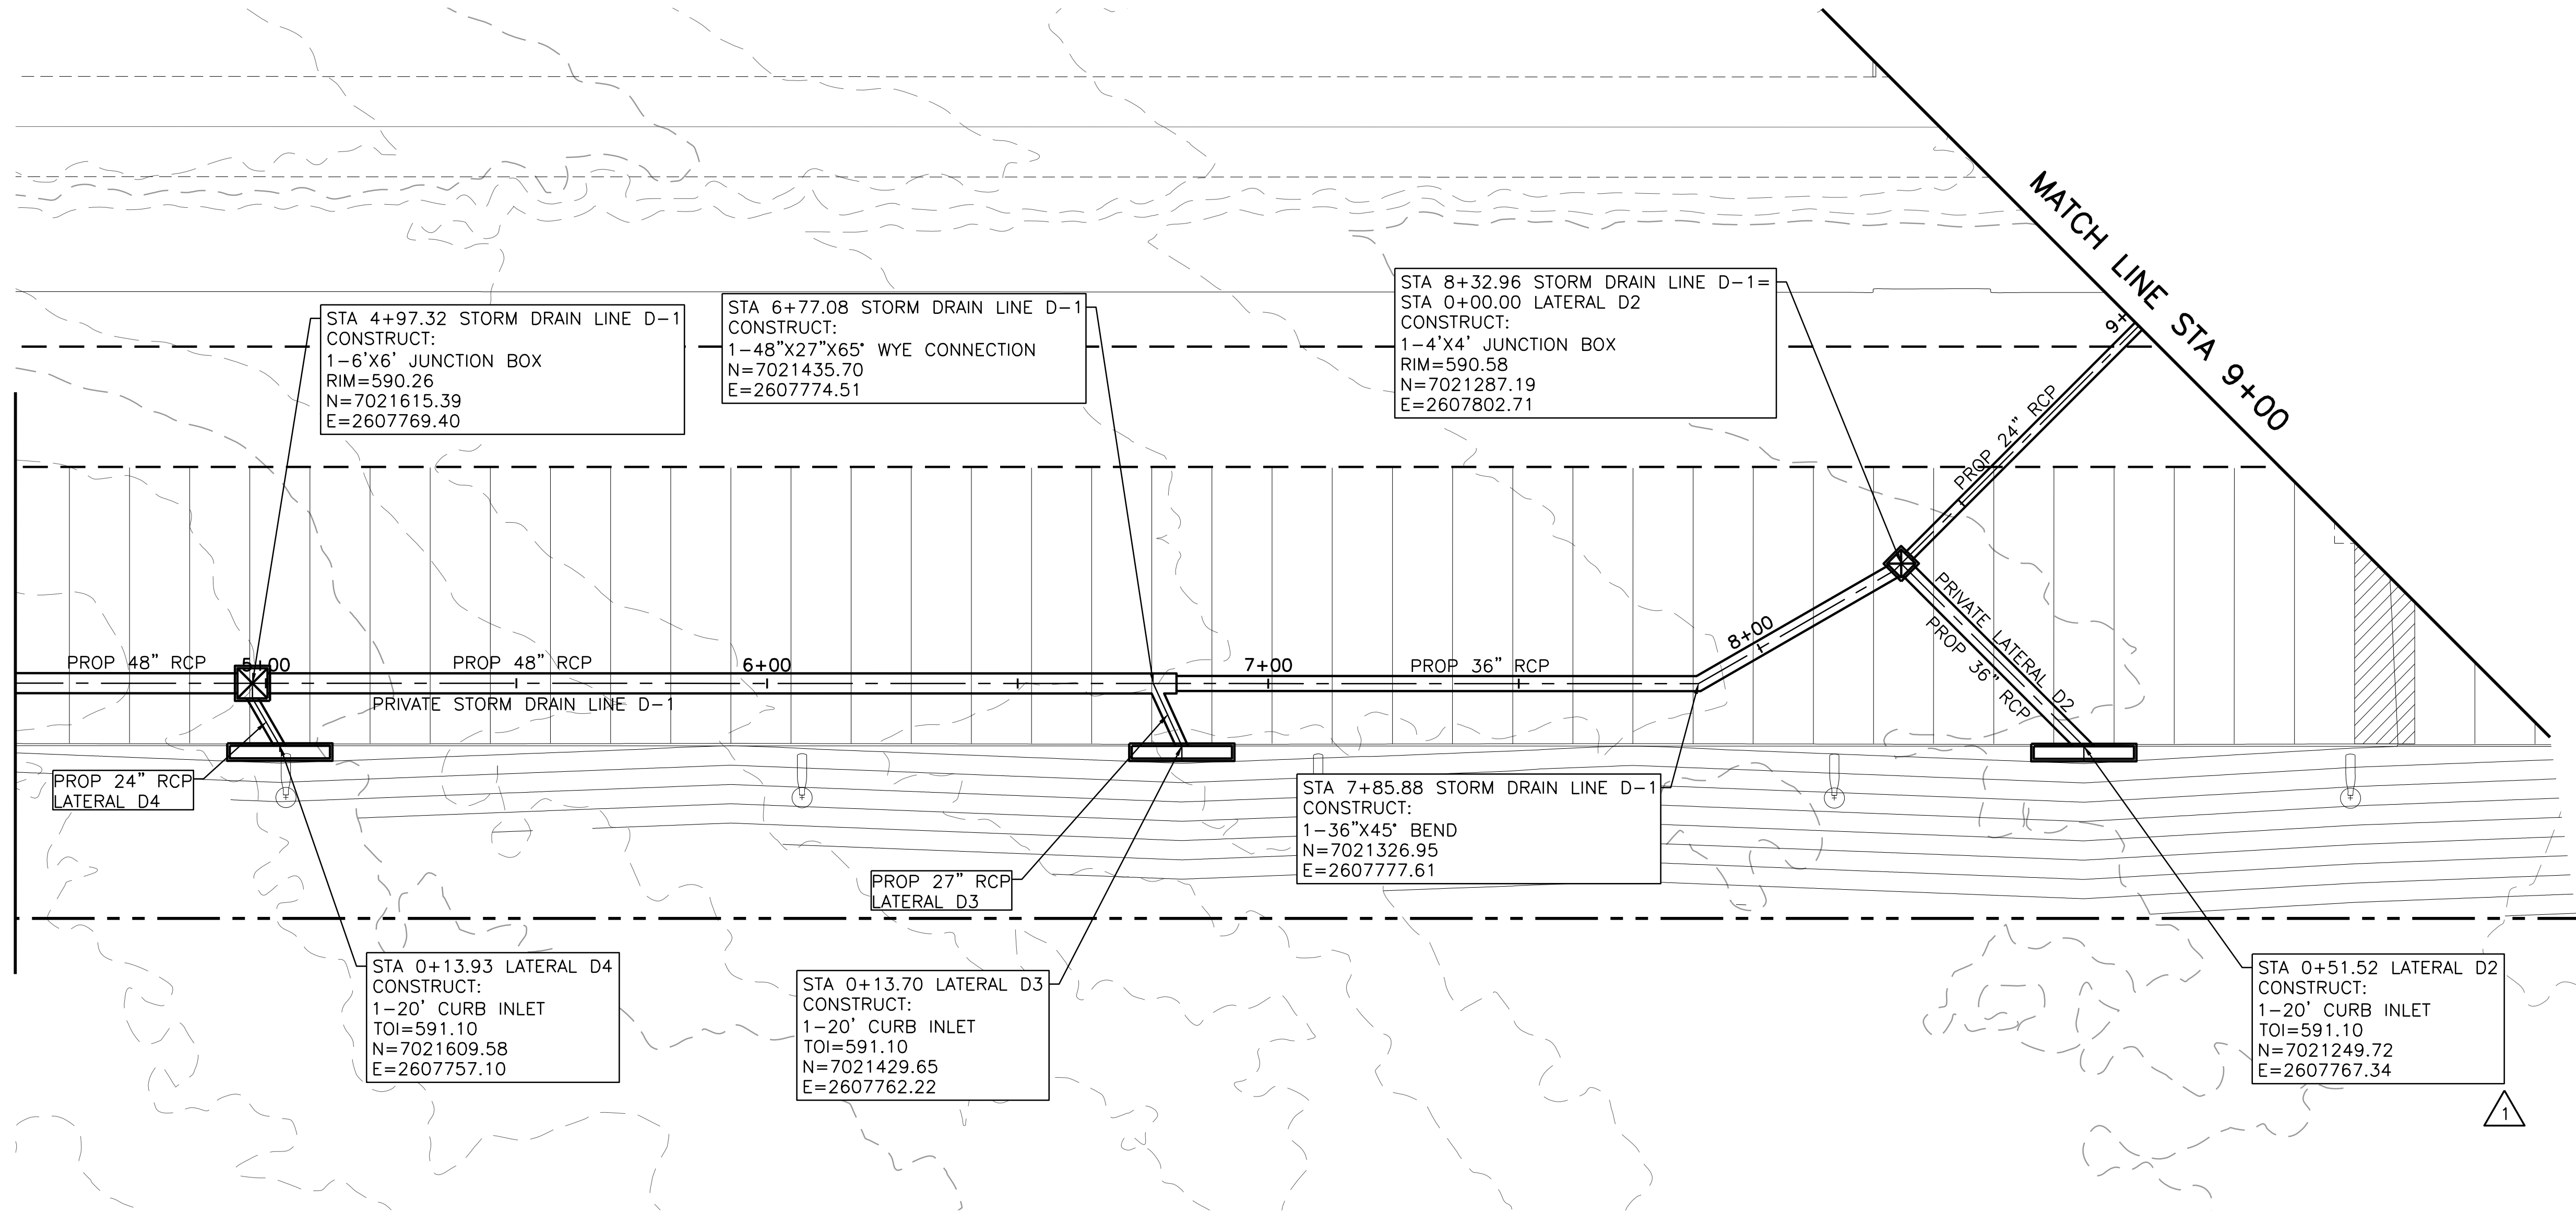 MATCH LINE STA 9+00
STA 4+97.32 STORM DRAIN LINE D-1
CONSTRUCT:
1-6'X6' JUNCTION BOX
RIM=590.26
N=7021615.39
E=2607769.40
STA 6+77.08 STORM DRAIN LINE D-1
CONSTRUCT:
1-48"X27"X65° WYE CONNECTION
N=7021435.70
E=2607774.51
STA 8+32.96 STORM DRAIN LINE D-1=
STA 0+00.00 LATERAL D2
CONSTRUCT:
1-4'X4' JUNCTION BOX
RIM=590.58
N=7021287.19
E=2607802.71
9+
PROP 24" RCP
PROP 48" RCP
5+00
PROP 48" RCP
6+00
PRIVATE STORM DRAIN LINE D-1
7+00
PROP 36" RCP
8+00
PRIVATE LATERAL D2
PROP 36" RCP
PROP 24" RCP
LATERAL D4
STA 7+85.88 STORM DRAIN LINE D-1
CONSTRUCT:
1-36"X45° BEND
N=7021326.95
E=2607777.61
PROP 27" RCP
LATERAL D3
STA 0+13.93 LATERAL D4
CONSTRUCT:
1-20' CURB INLET
TOI=591.10
N=7021609.58
E=2607757.10
STA 0+13.70 LATERAL D3
CONSTRUCT:
1-20' CURB INLET
TOI=591.10
N=7021429.65
E=2607762.22
STA 0+51.52 LATERAL D2
CONSTRUCT:
1-20' CURB INLET
TOI=591.10
N=7021249.72
E=2607767.34
1